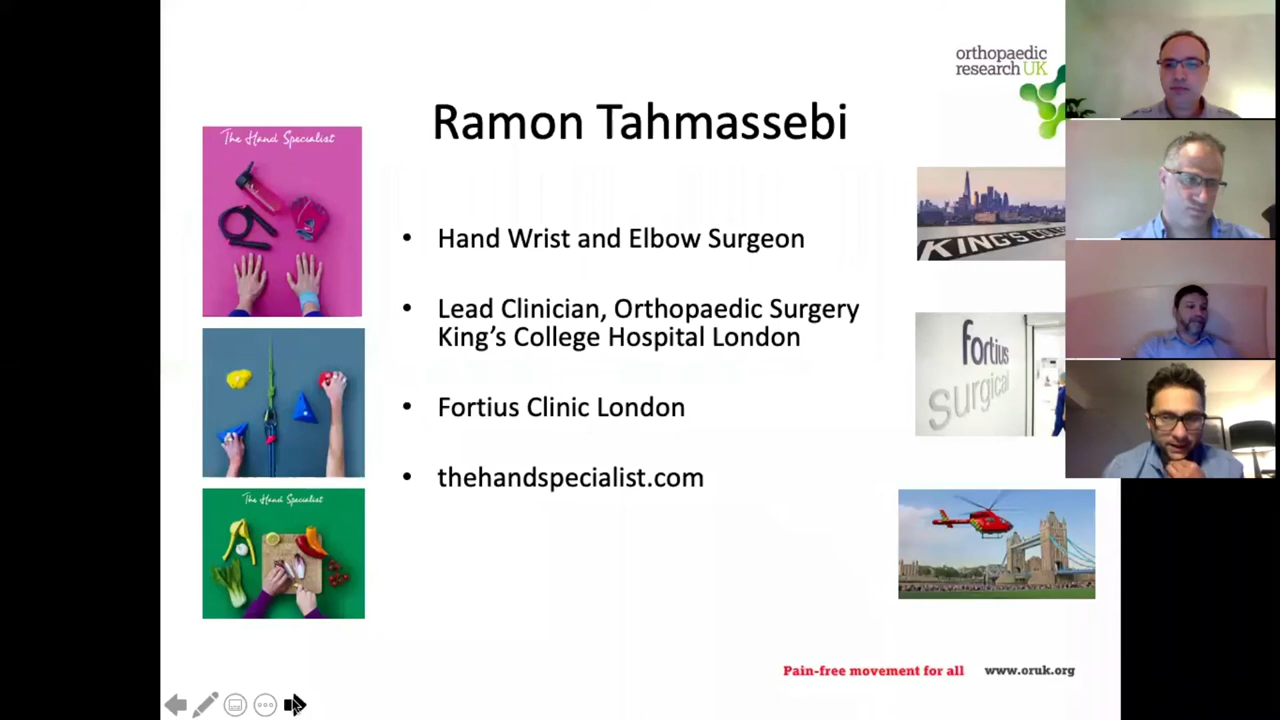 orthopaedic
research UK
Ramon Tahmassebi
The Hand Specialist
• Hand Wrist and Elbow Surgeon
KING'S COLL
• Lead Clinician, Orthopaedic Surgery
King's College Hospital London
fortius
surgical
• Fortius Clinic London
• thehandspecialist.com
The Hand Specialist
Pain-free movement for all www.oruk.org